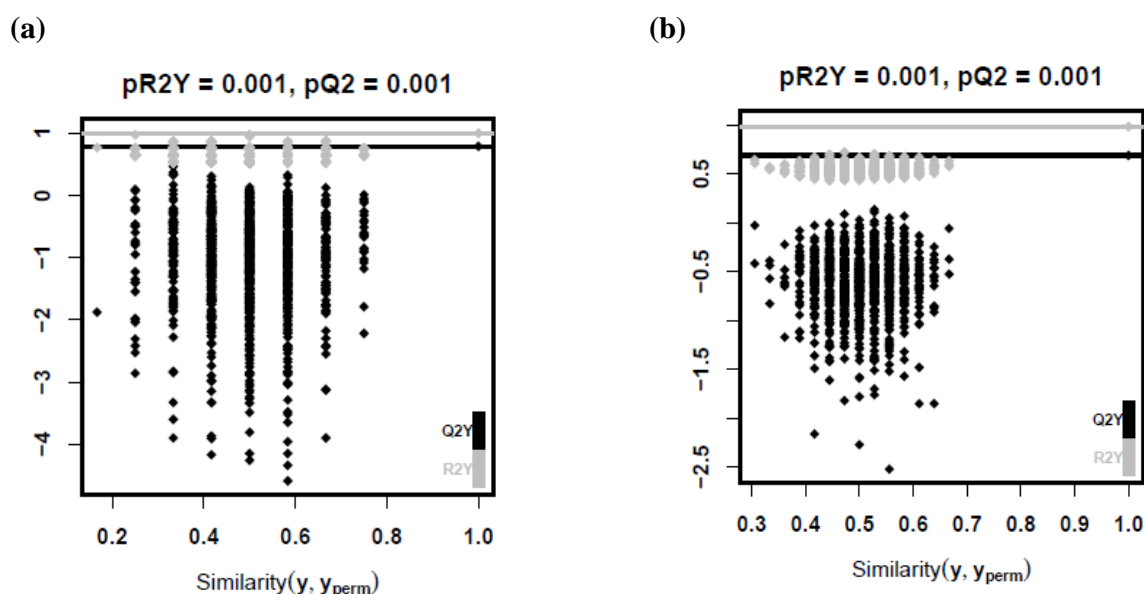 (a)
pR2Y = 0.001, pQ2 = 0.001
1
0
−1
−2
−3
−4
Q2Y
R2Y
0.2 0.4 0.6 0.8 1.0
Similarity(y, yperm)
(b)
pR2Y = 0.001, pQ2 = 0.001
0.5
−0.5
−1.5
−2.5
Q2Y
R2Y
0.3 0.4 0.5 0.6 0.7 0.8 0.9 1.0
Similarity(y, yperm)